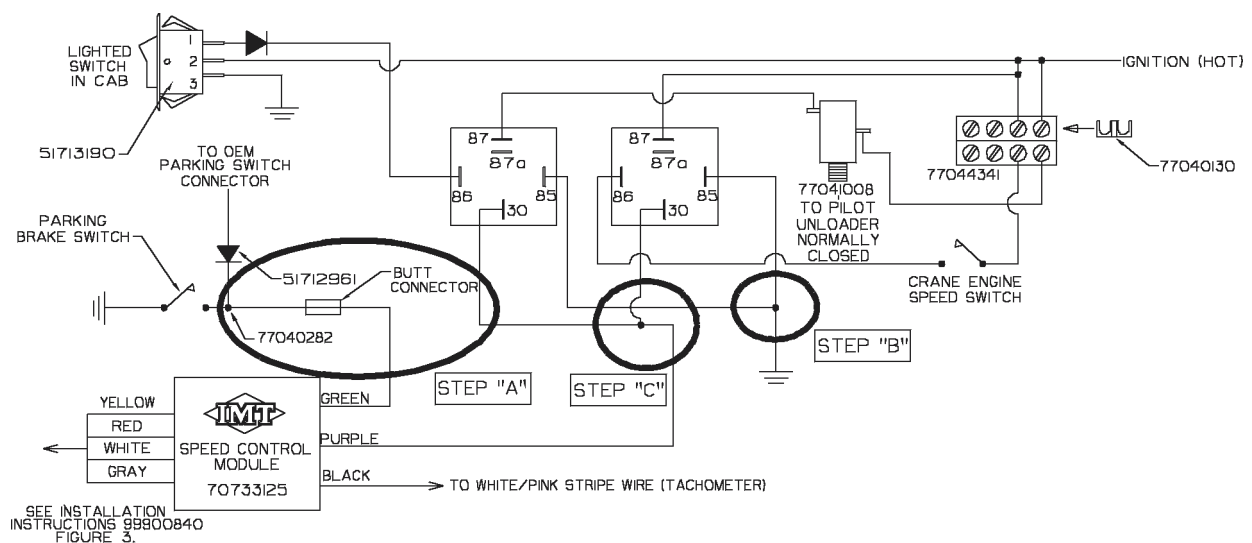 LIGHTED
SWITCH
IN CAB
1
2
3
IGNITION (HOT)
51713190
TO OEM
PARKING SWITCH
CONNECTOR
87
87a
86
85
30
87
87a
86
85
30
77041008
TO PILOT
UNLOADER
NORMALLY
CLOSED
77044341
77040130
PARKING
BRAKE SWITCH
51712961
BUTT
CONNECTOR
77040282
CRANE ENGINE
SPEED SWITCH
STEP "A"
STEP "C"
STEP "B"
YELLOW
RED
WHITE
GRAY
IMT
SPEED CONTROL
MODULE
70733125
GREEN
PURPLE
BLACK
TO WHITE/PINK STRIPE WIRE (TACHOMETER)
SEE INSTALLATION
INSTRUCTIONS 99900840
FIGURE 3.